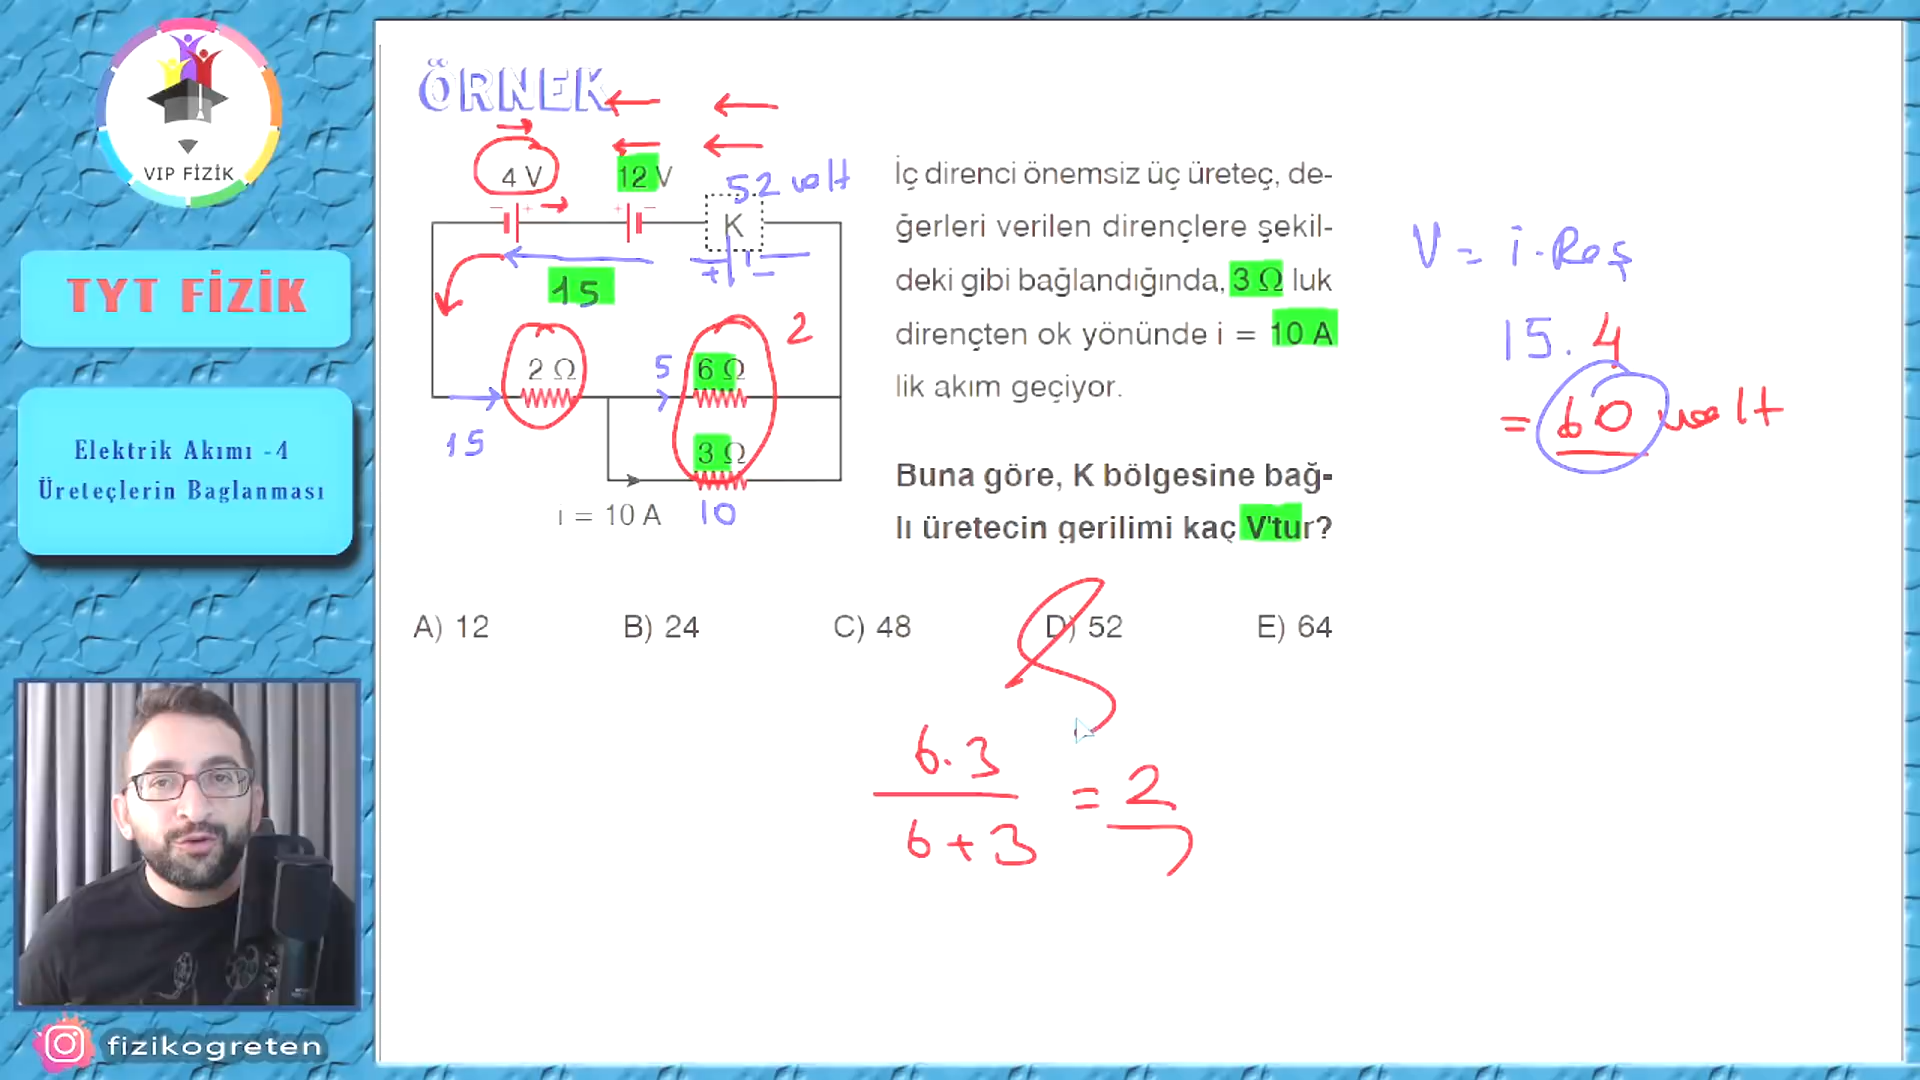 VIP FİZİK
TYT FİZİK
Elektrik Akımı -4
Üreteçlerin Baglanması
fizikogreten
ÖRNEK
4 V
12 V
52 volt
- +
+ -
K
+ -
15
2 Ω
5
6 Ω
2
15
3 Ω
i = 10 A
10
İç direnci önemsiz üç üreteç, de-
ğerleri verilen dirençlere şekil-
deki gibi bağlandığında, 3 Ω luk
dirençten ok yönünde i = 10 A
lik akım geçiyor.
Buna göre, K bölgesine bağ-
lı üretecin gerilimi kaç V'tur?
A) 12 B) 24 C) 48 D) 52 E) 64
V = i . Reş
15 . 4
= 60 volt
6 . 3
6 + 3
= 2